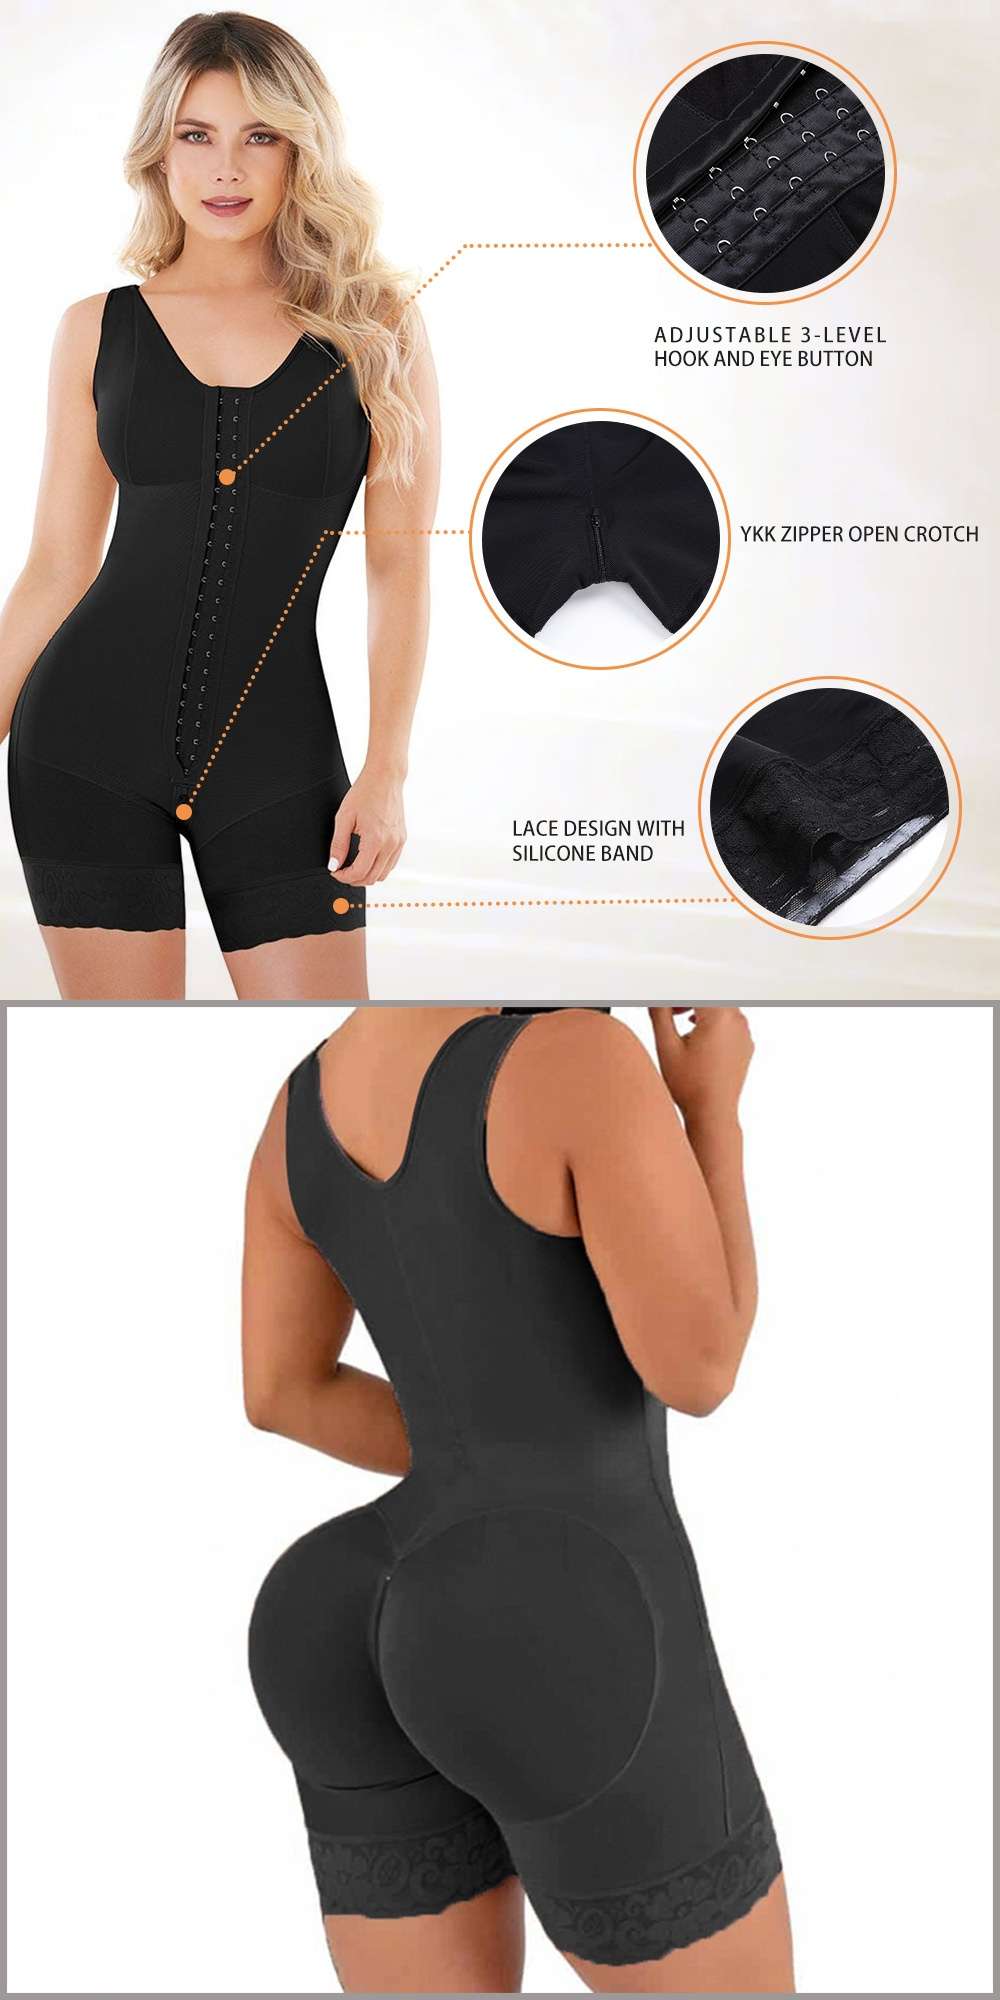 ADJUSTABLE 3-LEVEL
HOOK AND EYE BUTTON
YKK ZIPPER OPEN CROTCH
LACE DESIGN WITH
SILICONE BAND